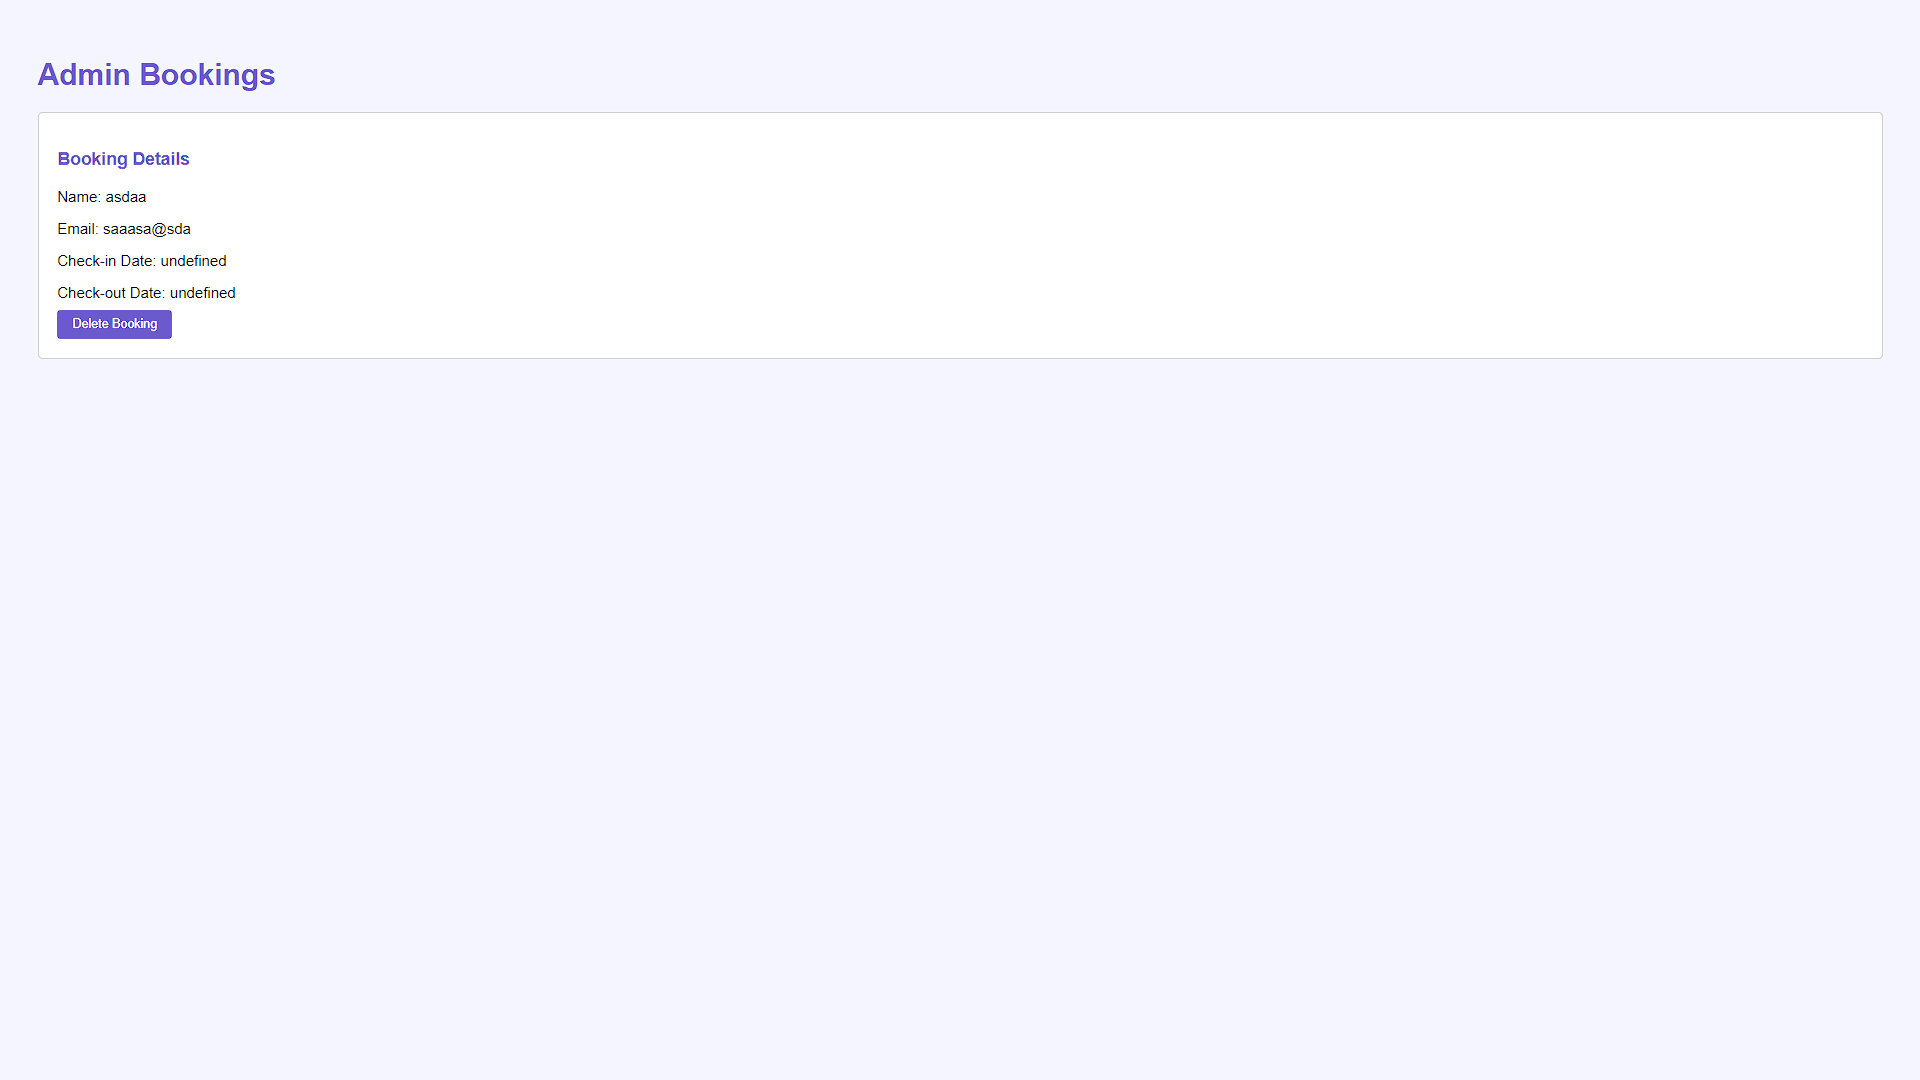 Admin Bookings
Booking Details
Name: asdaa
Email: saaasa@sda
Check-in Date: undefined
Check-out Date: undefined
Delete Booking